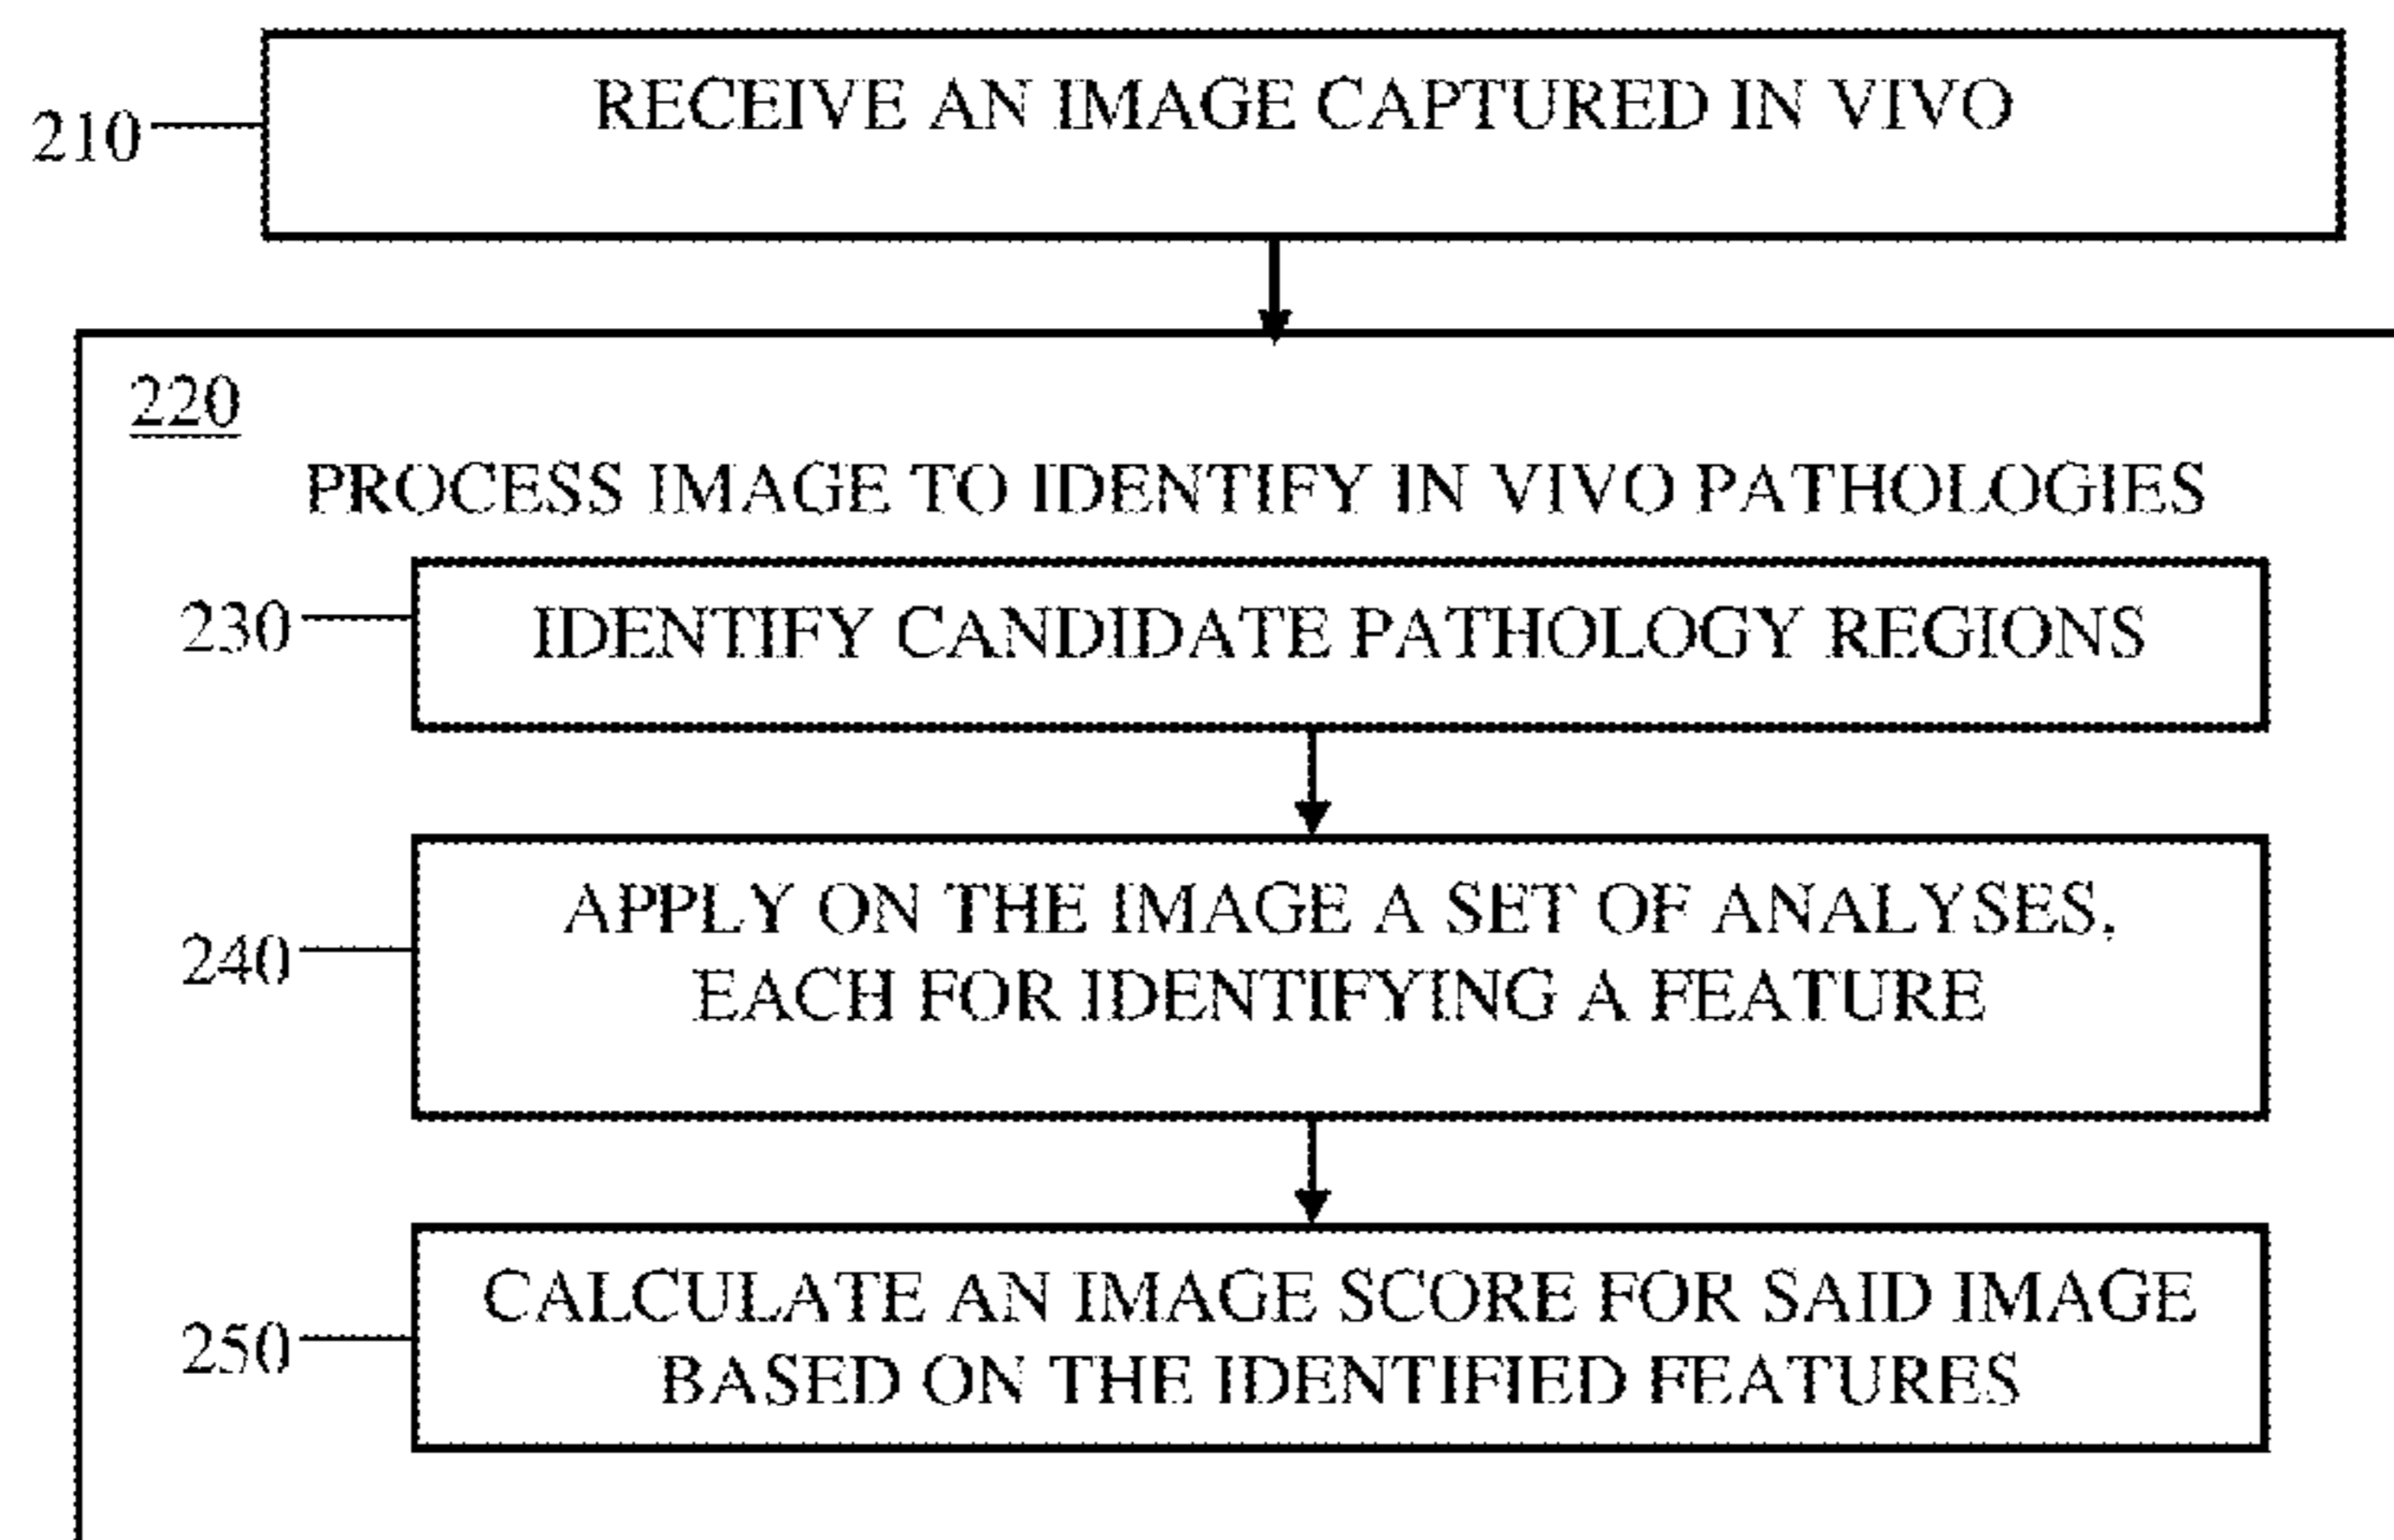 RECEIVE AN IMAGE CAPTURED IN VIVO
210
220
PROCESS IMAGE TO IDENTIFY IN VIVO PATHOLOGIES
230
IDENTIFY CANDIDATE PATHOLOGY REGIONS
APPLY ON THE IMAGE A SET OF ANALYSES,
240
EACH FOR IDENTIFYING A FEATURE
CALCULATE AN IMAGE SCORE FOR SAID IMAGE
250
BASED ON THE IDENTIFIED FEATURES